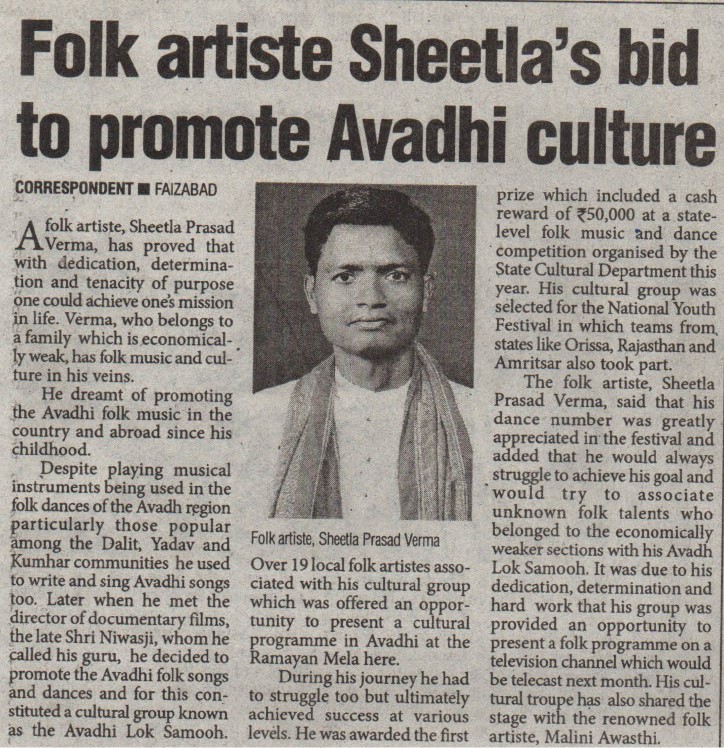 Folk artiste Sheetla's bid
to promote Avadhi culture
CORRESPONDENT ■ FAIZABAD
A folk artiste, Sheetla Prasad
Verma, has proved that
with dedication, determina-
tion and tenacity of purpose
one could achieve one's mission
in life. Verma, who belongs to
a family which is economical-
ly weak, has folk music and cul-
ture in his veins.
He dreamt of promoting
the Avadhi folk music in the
country and abroad since his
childhood.
Despite playing musical
instruments being used in the
folk dances of the Avadh region
particularly those popular
among the Dalit, Yadav and
Kumhar communities he used
to write and sing Avadhi songs
too. Later when he met the
director of documentary films,
the late Shri Niwasji, whom he
called his guru, he decided to
promote the Avadhi folk songs
and dances and for this con-
stituted a cultural group known
as the Avadhi Lok Samooh.
Folk artiste, Sheetla Prasad Verma
Over 19 local folk artistes asso-
ciated with his cultural group
which was offered an oppor-
tunity to present a cultural
programme in Avadhi at the
Ramayan Mela here.
During his journey he had
to struggle too but ultimately
achieved success at various
levels. He was awarded the first
prize which included a cash
reward of ₹50,000 at a state-
level folk music and dance
competition organised by the
State Cultural Department this
year. His cultural group was
selected for the National Youth
Festival in which teams from
states like Orissa, Rajasthan and
Amritsar also took part.
The folk artiste, Sheetla
Prasad Verma, said that his
dance number was greatly
appreciated in the festival and
added that he would always
struggle to achieve his goal and
would try to associate
unknown folk talents who
belonged to the economically
weaker sections with his Avadh
Lok Samooh. It was due to his
dedication, determination and
hard work that his group was
provided an opportunity to
present a folk programme on a
television channel which would
be telecast next month. His cul-
tural troupe has also shared the
stage with the renowned folk
artiste, Malini Awasthi.